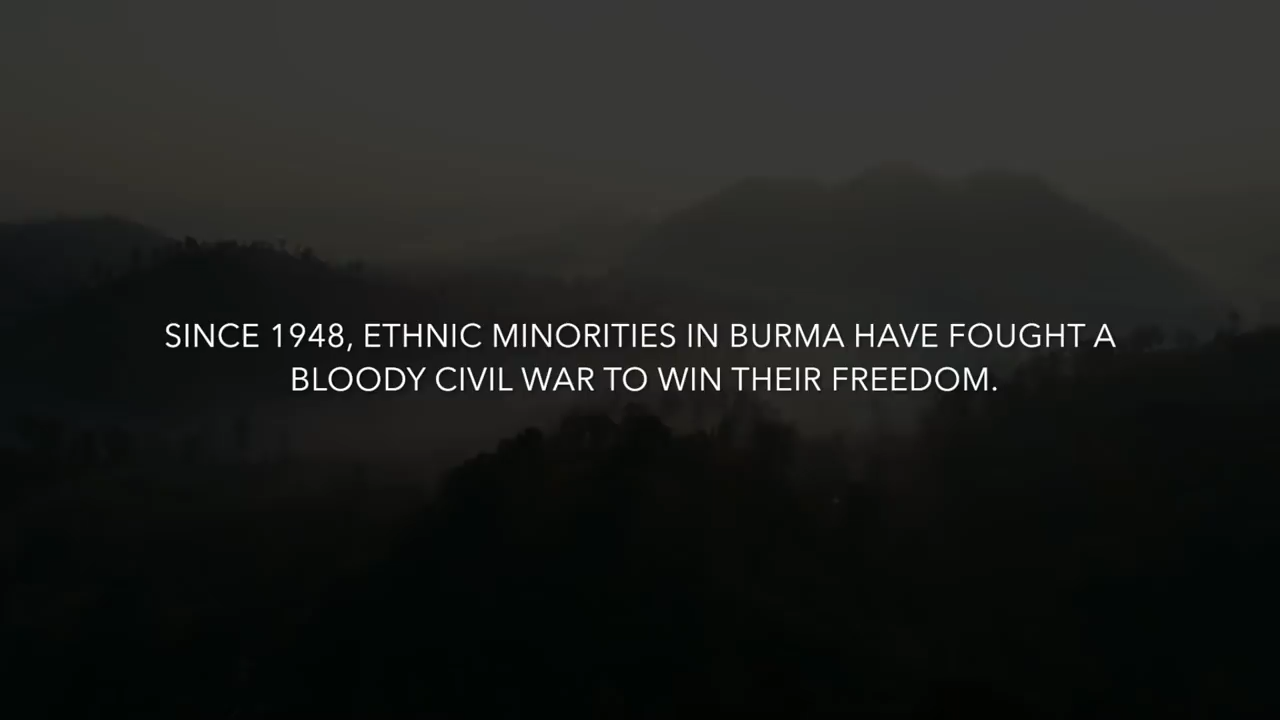 SINCE 1948, ETHNIC MINORITIES IN BURMA HAVE FOUGHT A
BLOODY CIVIL WAR TO WIN THEIR FREEDOM.